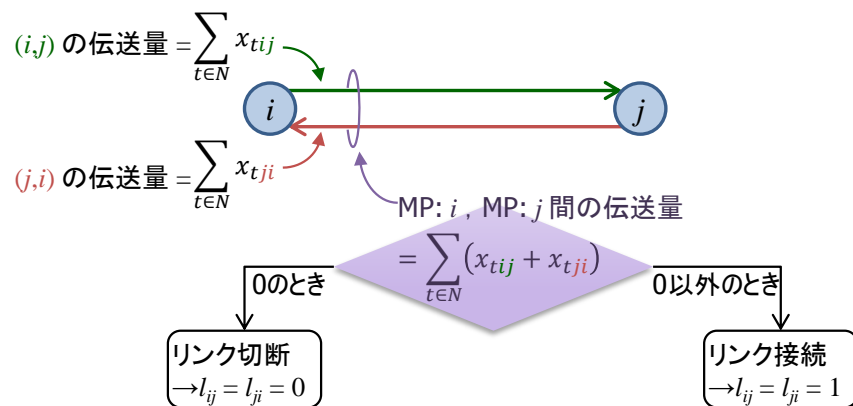 (i,j) の伝送量 = ∑_{t∈N} x_{tij}
i
j
(j,i) の伝送量 = ∑_{t∈N} x_{tji}
MP: i , MP: j 間の伝送量
= ∑_{t∈N} (x_{tij} + x_{tji})
0のとき
0以外のとき
リンク切断
→l_{ij} = l_{ji} = 0
リンク接続
→l_{ij} = l_{ji} = 1